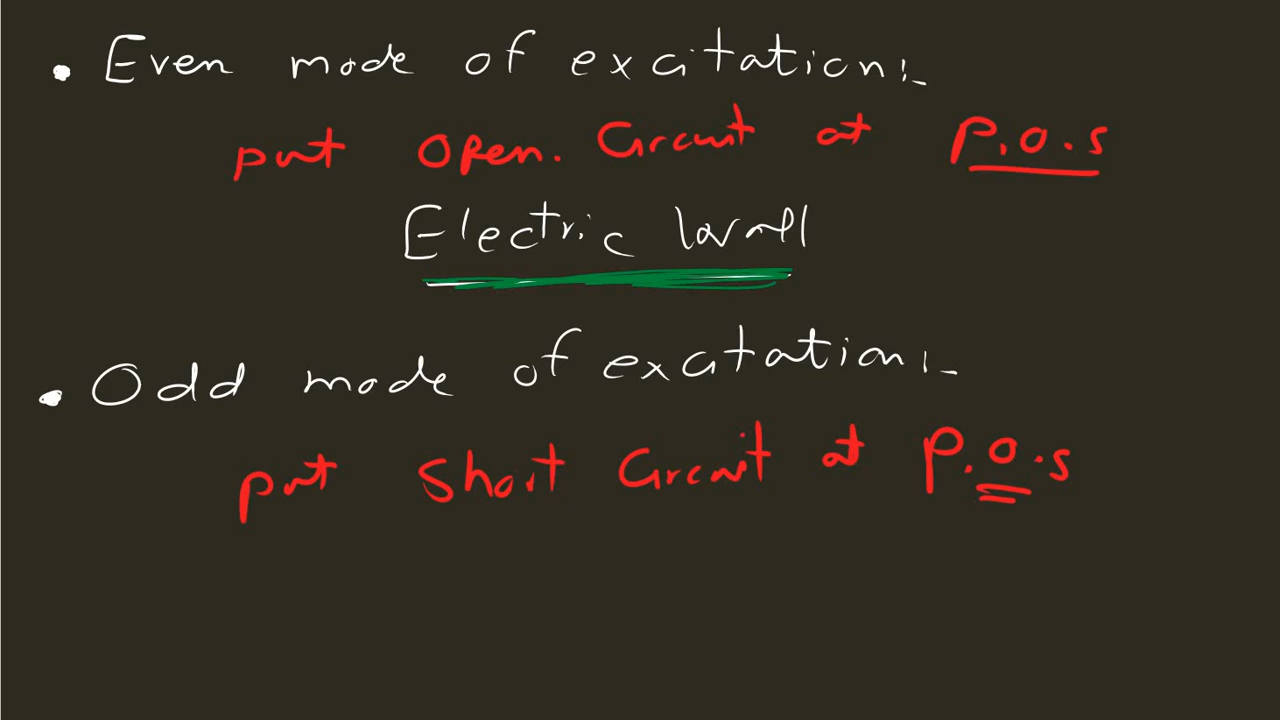 • Even mode of excitation:-
put open. Circuit at P.O.S
Electric wall
• Odd mode of excitation:-
put Short Circuit at P.O.S